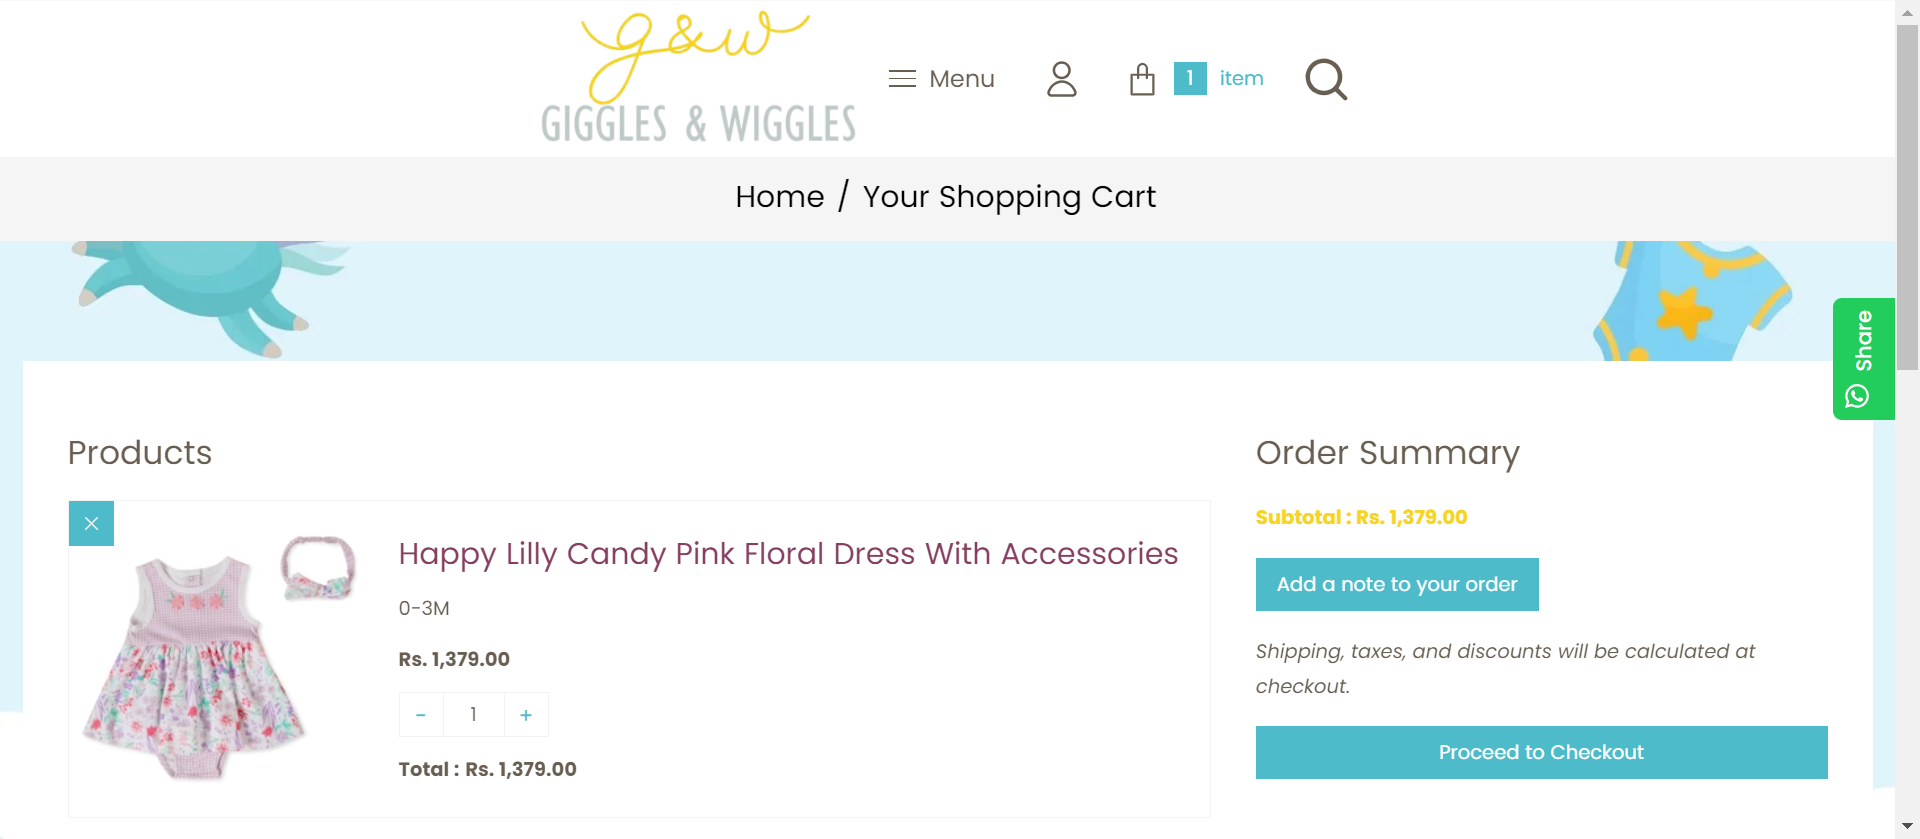 g&w
GIGGLES & WIGGLES
Menu
1 item
Home / Your Shopping Cart
Share
Products
Happy Lilly Candy Pink Floral Dress With Accessories
0-3M
Rs. 1,379.00
- 1 +
Total : Rs. 1,379.00
Order Summary
Subtotal : Rs. 1,379.00
Add a note to your order
Shipping, taxes, and discounts will be calculated at
checkout.
Proceed to Checkout